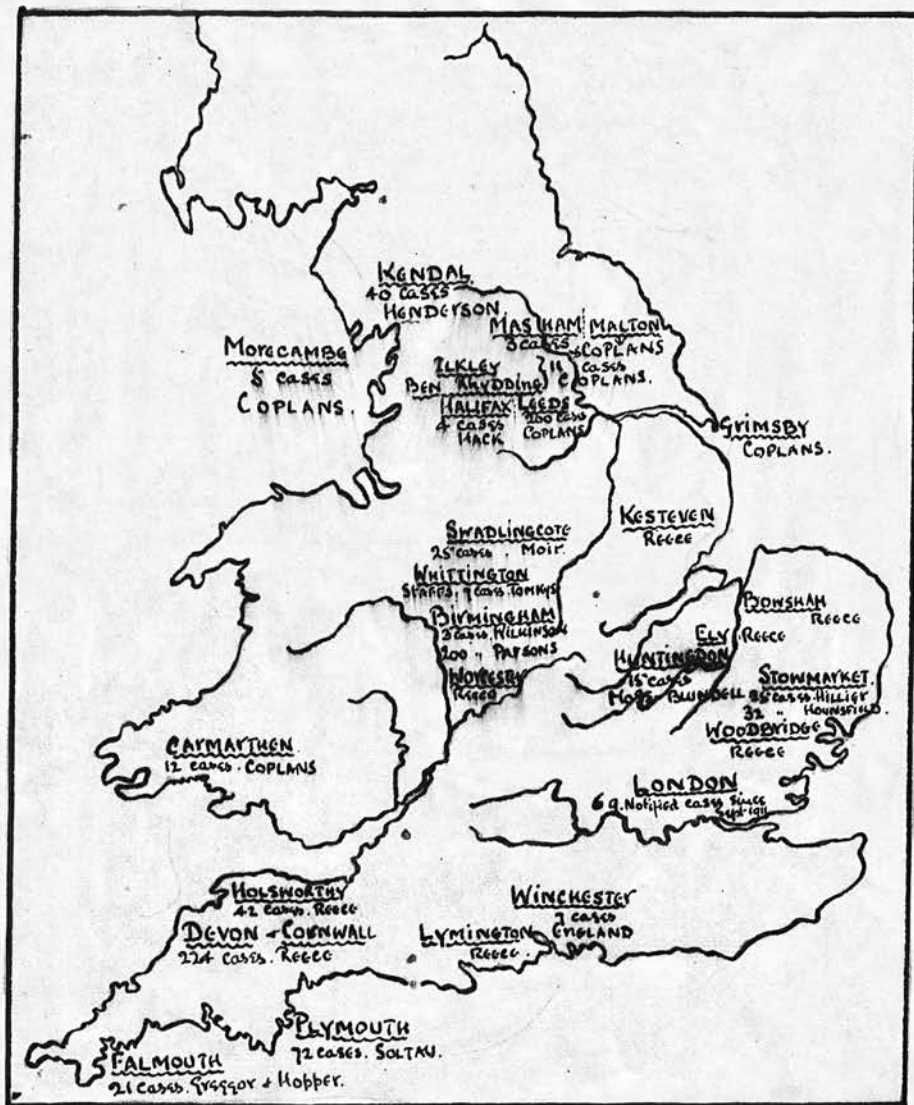 KENDAL
40 cases
HENDERSON
MASHAM
3 cases
MALTON
COPLANS
MORECAMBE
5 cases
COPLANS.
ILKLEY
BEN RHYDDING
11 cases
COPLANS.
HALIFAX
4 cases
HACK
LEEDS
200 cases
COPLANS
GRIMSBY
COPLANS.
KESTEVEN
REECE
SWADLINCOTE
25 cases. MOIR.
WHITTINGTON
STAFFS. 9 cases TOMKYS
BIRMINGHAM
3 cases. WILKINSON
200 " PARSONS
REECE
BOWSHAM
REECE
ELY. REECE
HUNTINGDON
15 cases
MOSS BLUNDELL
STOWMARKET.
cases. HILLIER
32 " HOUNSFIELD.
WOODBRIDGE
REECE
CARMARTHEN
12 cases. COPLANS
LONDON
69. Notified cases since
Sept. 1911
HOLSWORTHY
42 cases. REECE
DEVON + CORNWALL
224 cases. REECE
LYMINGTON
REECE.
WINCHESTER
7 cases
ENGLAND
PLYMOUTH
72 cases. SOLTAU.
FALMOUTH
21 cases. Greggor + Hopper.